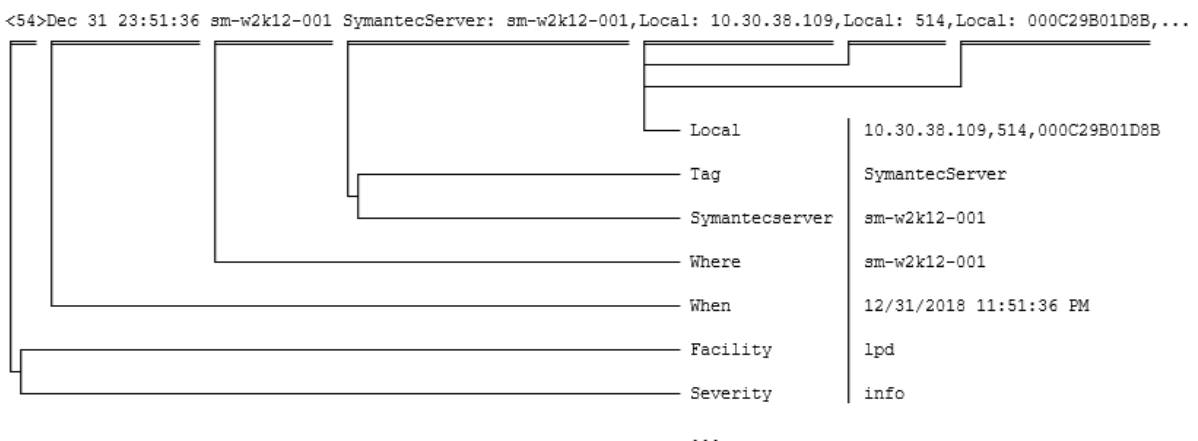 <54>Dec 31 23:51:36 sm-w2k12-001 SymantecServer: sm-w2k12-001,Local: 10.30.38.109,Local: 514,Local: 000C29B01D8B,...
Local 10.30.38.109,514,000C29B01D8B
Tag SymantecServer
Symantecserver sm-w2k12-001
Where sm-w2k12-001
When 12/31/2018 11:51:36 PM
Facility lpd
Severity info
...